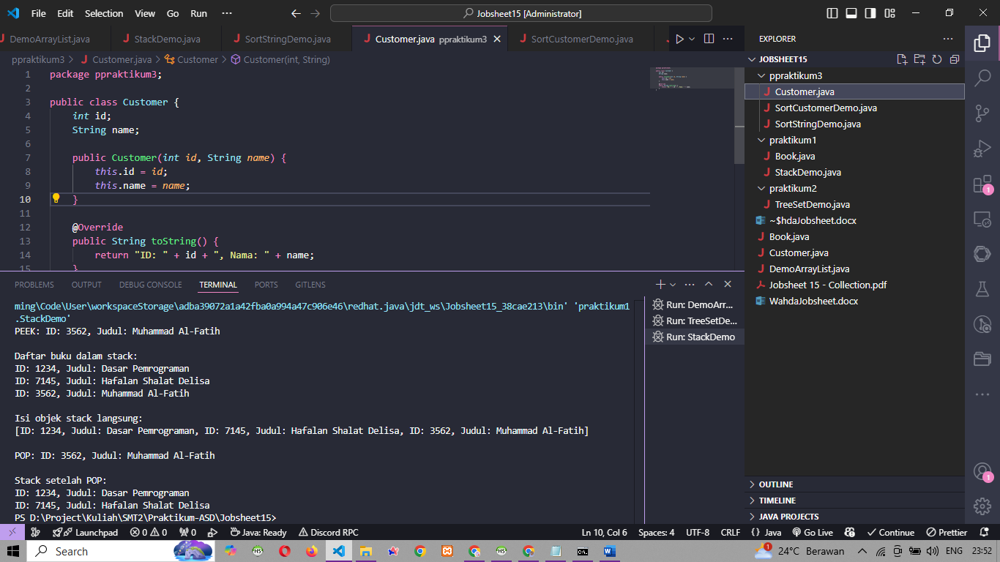 File Edit Selection View Go Run ··· Jobsheet15 [Administrator]
DemoArrayList.java StackDemo.java SortStringDemo.java Customer.java ppraktikum3 SortCustomerDemo.java
ppraktikum3 > Customer.java > Customer > Customer(int, String)
1 package ppraktikum3;
2
3 public class Customer {
4 int id;
5 String name;
6
7 public Customer(int id, String name) {
8 this.id = id;
9 this.name = name;
10 }
11
12 @Override
13 public String toString() {
14 return "ID: " + id + ", Nama: " + name;
15 }
PROBLEMS OUTPUT DEBUG CONSOLE TERMINAL PORTS GITLENS
ming\Code\User\workspaceStorage\adba39072a1a42fba0a994a47c906e46\redhat.java\jdt_ws\Jobsheet15_38cae213\bin' 'praktikum1
.StackDemo'
PEEK: ID: 3562, Judul: Muhammad Al-Fatih
Daftar buku dalam stack:
ID: 1234, Judul: Dasar Pemrograman
ID: 7145, Judul: Hafalan Shalat Delisa
ID: 3562, Judul: Muhammad Al-Fatih
Isi objek stack langsung:
[ID: 1234, Judul: Dasar Pemrograman, ID: 7145, Judul: Hafalan Shalat Delisa, ID: 3562, Judul: Muhammad Al-Fatih]
POP: ID: 3562, Judul: Muhammad Al-Fatih
Stack setelah POP:
ID: 1234, Judul: Dasar Pemrograman
ID: 7145, Judul: Hafalan Shalat Delisa
PS D:\Project\Kuliah\SMT2\Praktikum-ASD\Jobsheet15>
Run: DemoArr...
Run: TreeSetDe...
Run: StackDemo
EXPLORER
JOBSHEET15
ppraktikum3
Customer.java
SortCustomerDemo.java
SortStringDemo.java
praktikum1
Book.java
StackDemo.java
praktikum2
TreeSetDemo.java
~$hdaJobsheet.docx
Book.java
Customer.java
DemoArrayList.java
Jobsheet 15 - Collection.pdf
WahdaJobsheet.docx
OUTLINE
TIMELINE
JAVA PROJECTS
1
1
Launchpad 0 0 0 Java: Ready Discord RPC Ln 10, Col 6 Spaces: 4 UTF-8 CRLF {} Java Go Live Continue Prettier
Search 1 24°C Berawan ENG 23:52